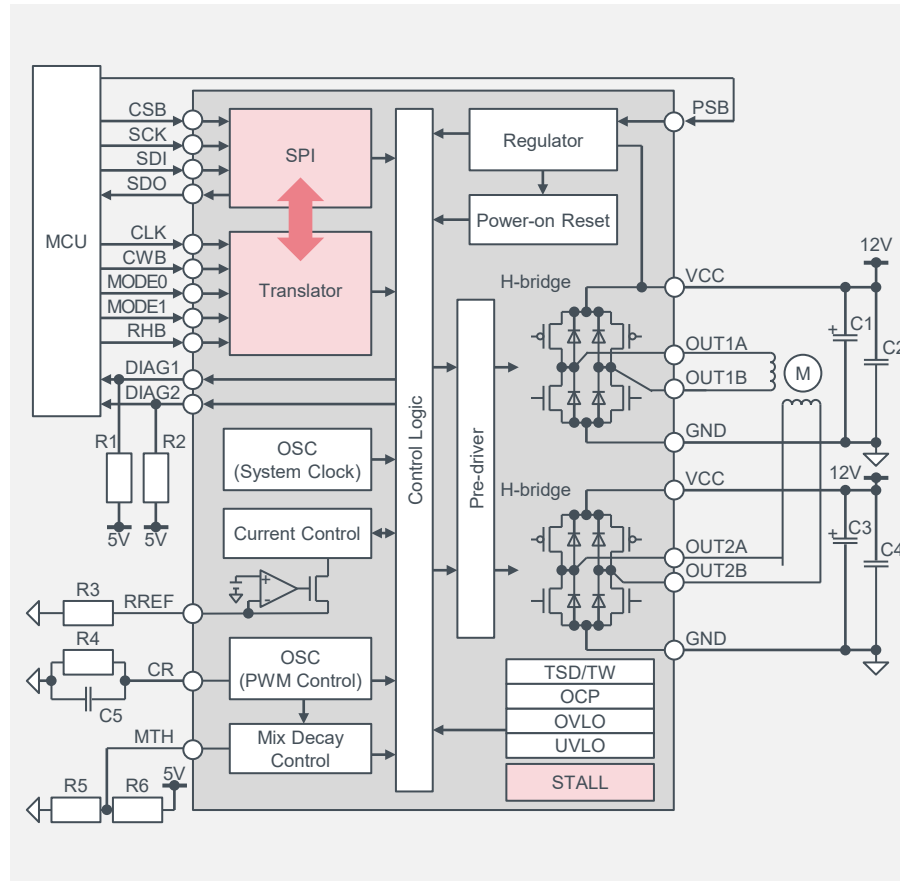 MCU
CSB
SCK
SDI
SDO
CLK
CWB
MODE0
MODE1
RHB
DIAG1
DIAG2
R1
R2
5V
5V
SPI
Translator
OSC
(System Clock)
Current Control
+
-
R3
RREF
R4
CR
C5
OSC
(PWM Control)
MTH
Mix Decay
Control
R5
R6
5V
Control Logic
Regulator
Power-on Reset
PSB
Pre-driver
H-bridge
H-bridge
VCC
12V
+
C1
C2
OUT1A
OUT1B
M
GND
VCC
12V
+
C3
C4
OUT2A
OUT2B
GND
TSD/TW
OCP
OVLO
UVLO
STALL